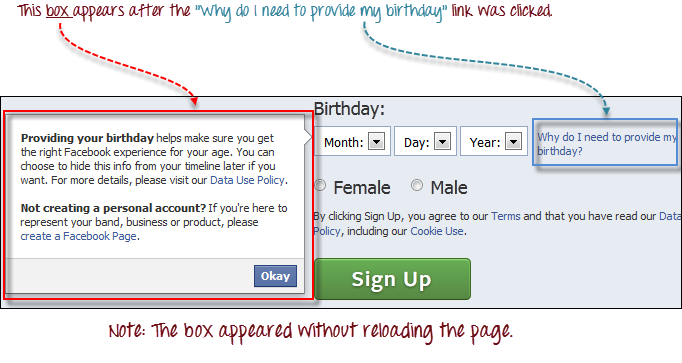 This box appears after the "Why do I need to provide my birthday" link was clicked.
Birthday:
Providing your birthday helps make sure you get
the right Facebook experience for your age. You can
choose to hide this info from your timeline later if
you want. For more details, please visit our Data Use Policy.
Not creating a personal account? If you're here to
represent your band, business or product, please
create a Facebook Page.
Okay
Month: Day: Year:
Why do I need to provide my
birthday?
Female Male
By clicking Sign Up, you agree to our Terms and that you have read our Data
Policy, including our Cookie Use.
Sign Up
Note: The box appeared without reloading the page.